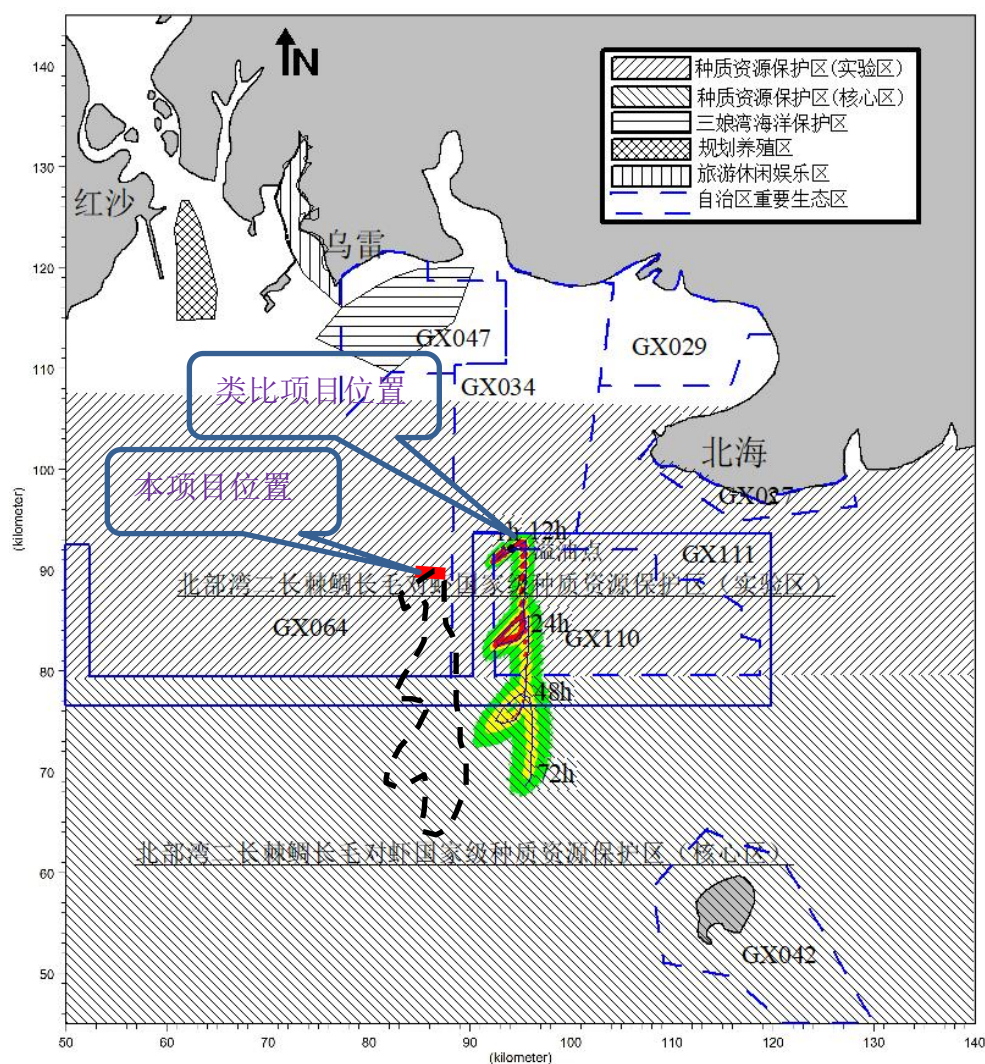 N
种质资源保护区(实验区)
种质资源保护区(核心区)
三娘湾海洋保护区
规划养殖区
旅游休闲娱乐区
自治区重要生态区
红沙
乌雷
GX047
GX029
GX034
类比项目位置
北海
GX027
本项目位置
1h 12h
溢油点
GX111
北部湾二长棘鲷长毛对虾国家级种质资源保护区（实验区）
GX064
24h
GX110
48h
72h
北部湾二长棘鲷长毛对虾国家级种质资源保护区（核心区）
GX042
140
130
120
110
100
90
80
70
60
50
(kilometer)
50 60 70 80 90 100 110 120 130 140
(kilometer)